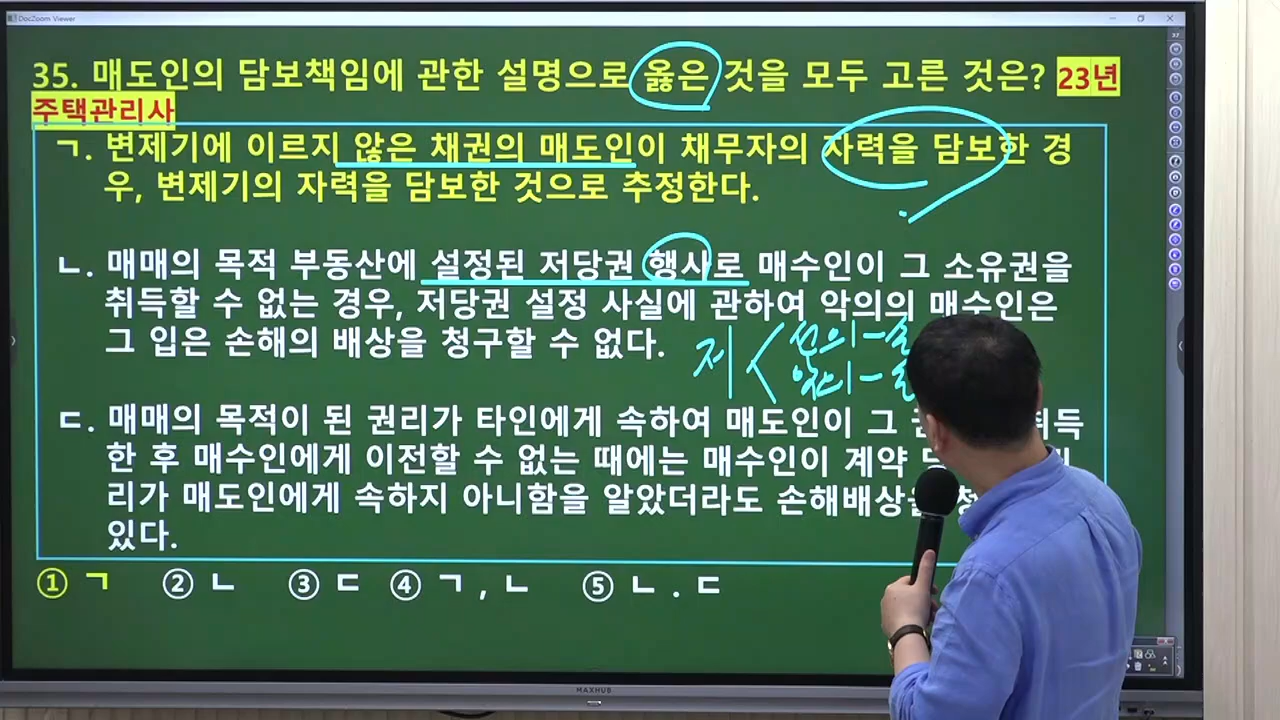 DocZoom Viewer
35. 매도인의 담보책임에 관한 설명으로 옳은 것을 모두 고른 것은? 23년
주택관리사
ㄱ. 변제기에 이르지 않은 채권의 매도인이 채무자의 자력을 담보한 경
우, 변제기의 자력을 담보한 것으로 추정한다.
ㄴ. 매매의 목적 부동산에 설정된 저당권 행사로 매수인이 그 소유권을
취득할 수 없는 경우, 저당권 설정 사실에 관하여 악의의 매수인은
그 입은 손해의 배상을 청구할 수 없다.
저 < 선의 -
악의 -
ㄷ. 매매의 목적이 된 권리가 타인에게 속하여 매도인이 그 취득
한 후 매수인에게 이전할 수 없는 때에는 매수인이 계약
리가 매도인에게 속하지 아니함을 알았더라도 손해배상을
있다.
① ㄱ ② ㄴ ③ ㄷ ④ ㄱ, ㄴ ⑤ ㄴ. ㄷ
MAXHUB